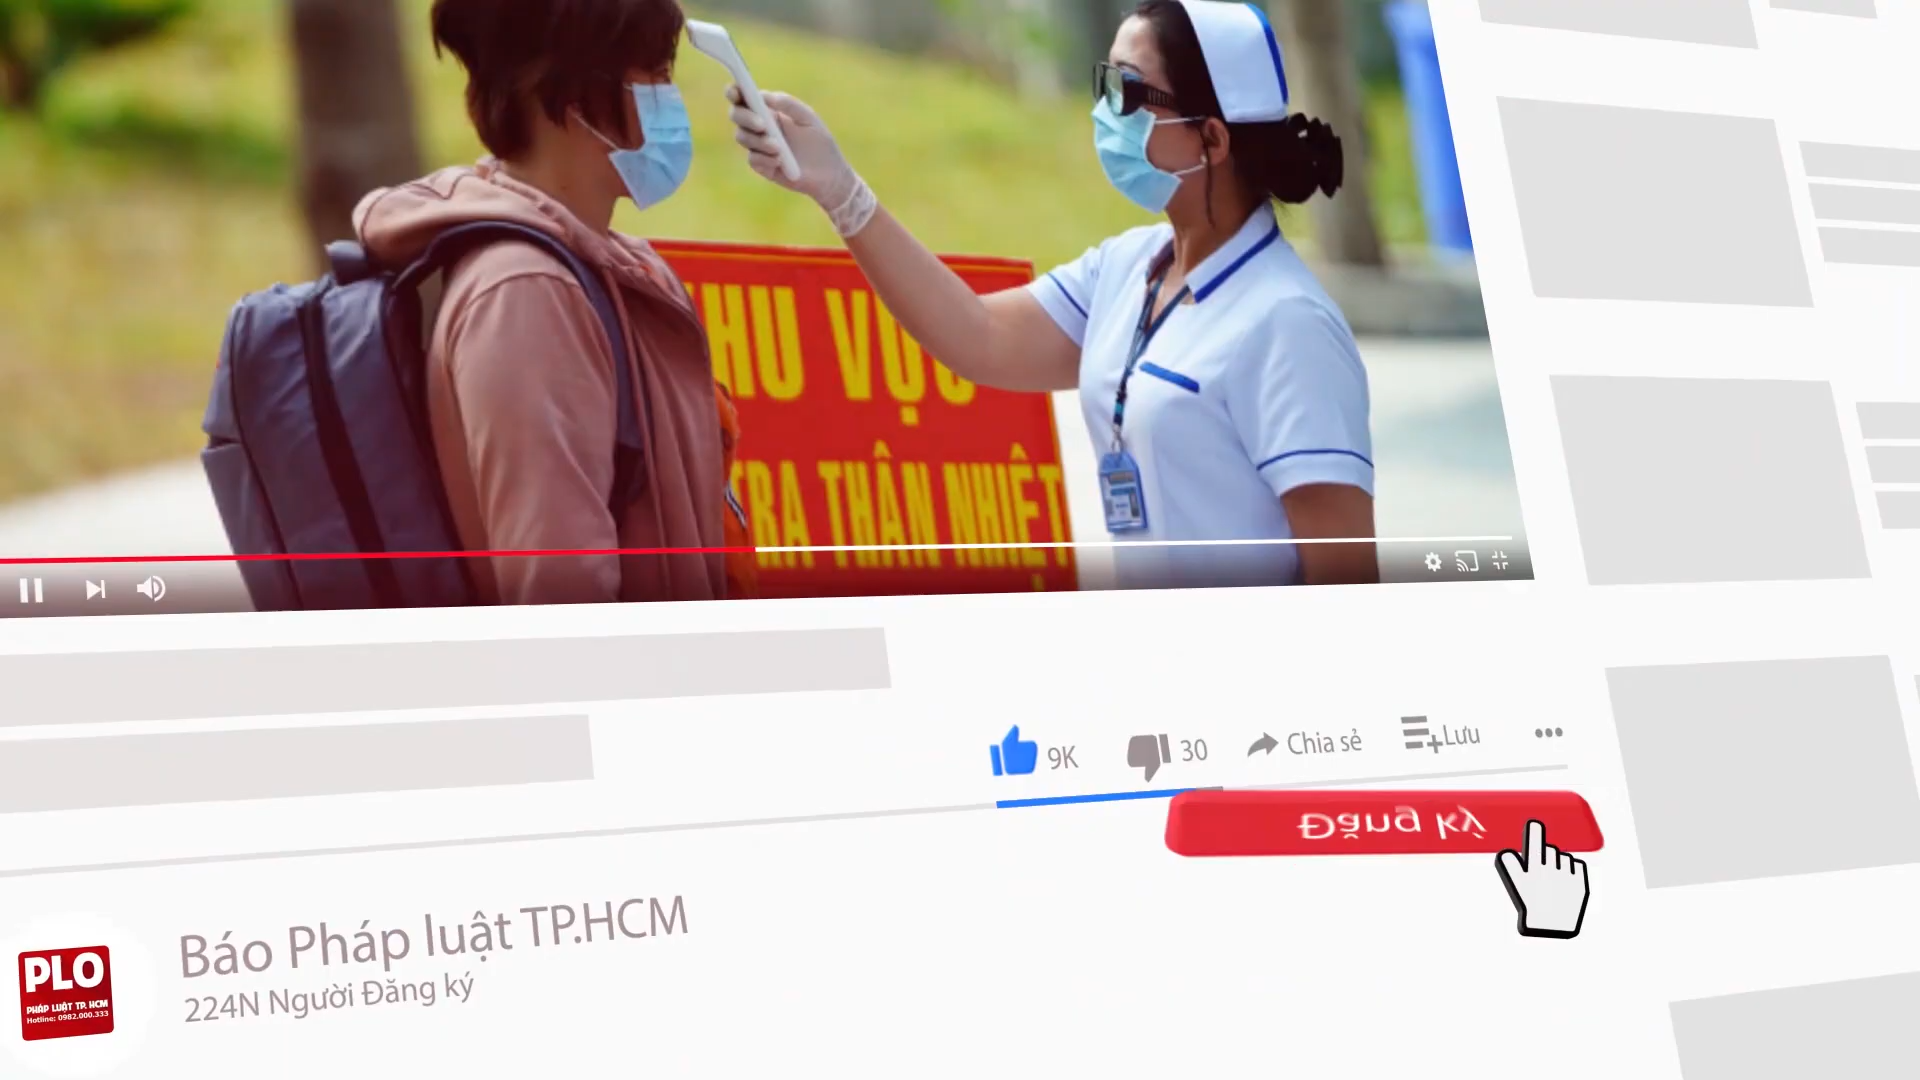 HU VỰC
TRA THÂN NHIỆT
9K
30
Chia sẻ
Lưu
Đăng ký
Báo Pháp luật TP.HCM
224N Người Đăng ký
PLO
PHÁP LUẬT TP. HCM
Hotline: 0982.000.333